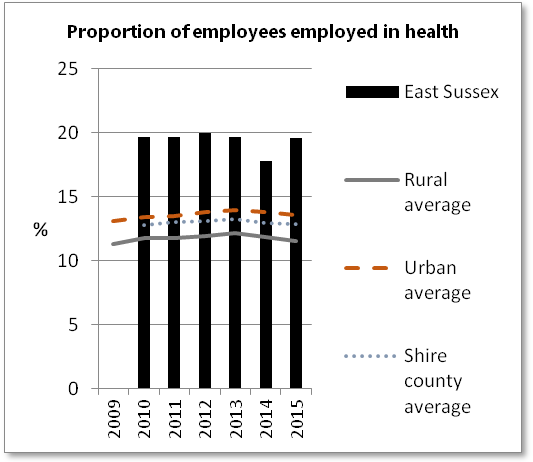 Proportion of employees employed in health
25
20
15
10
5
0
%
2009
2010
2011
2012
2013
2014
2015
East Sussex
Rural
average
Urban
average
Shire
county
average